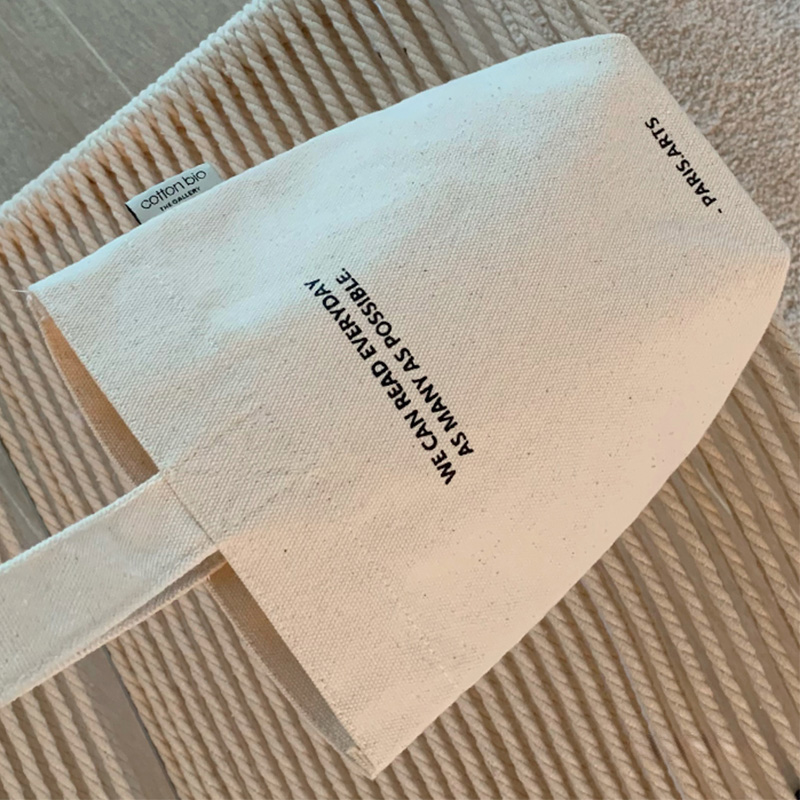 cotton bio
THE GALLERY
WE CAN READ EVERYDAY
AS MANY AS POSSIBLE.
- PARIS.ARTS